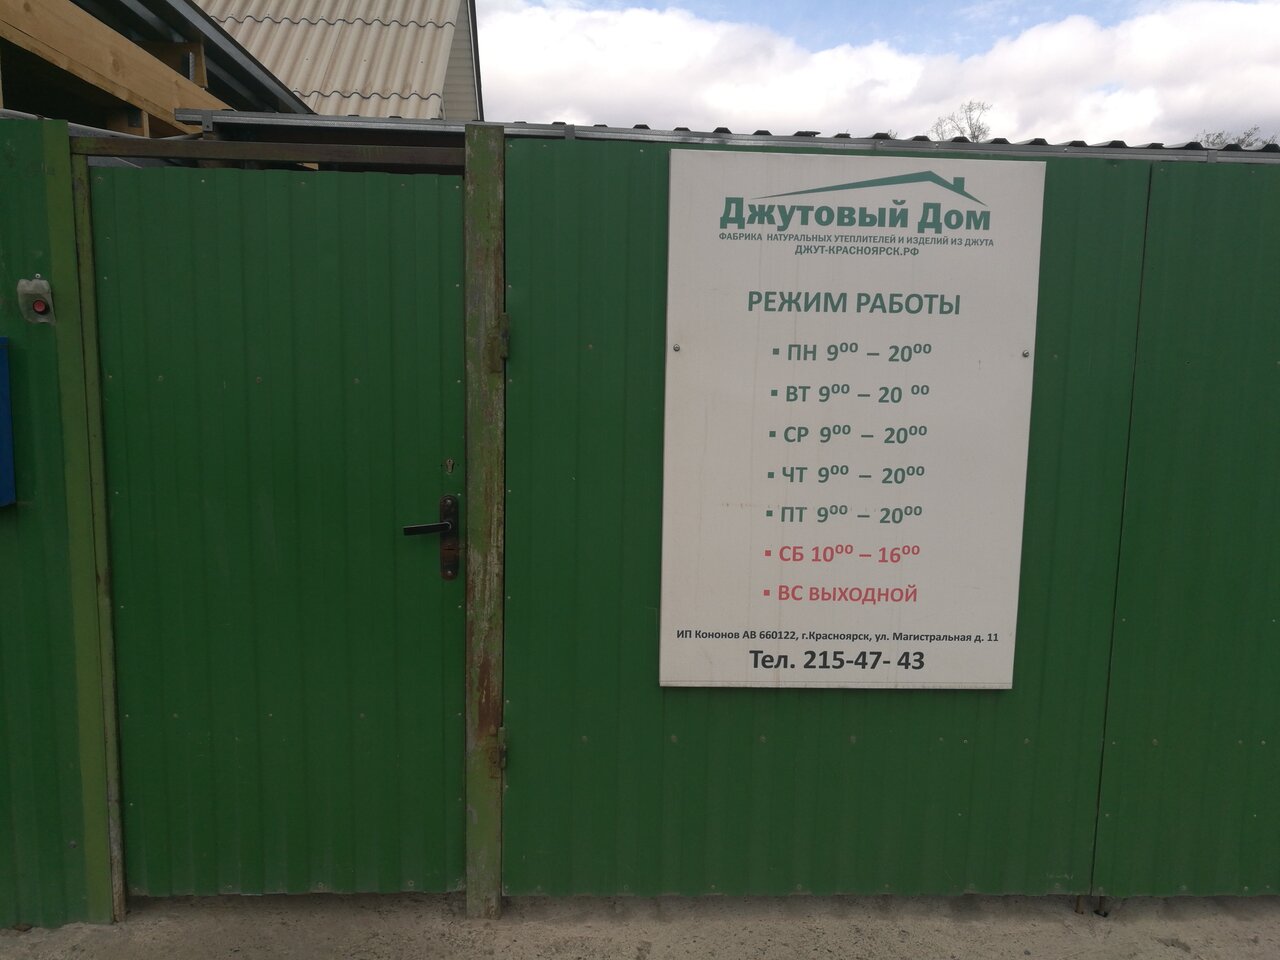 Джутовый Дом
ФАБРИКА НАТУРАЛЬНЫХ УТЕПЛИТЕЛЕЙ И ИЗДЕЛИЙ ИЗ ДЖУТА
ДЖУТ-КРАСНОЯРСК.РФ
РЕЖИМ РАБОТЫ
▪ ПН 9⁰⁰ – 20⁰⁰
▪ ВТ 9⁰⁰ – 20 ⁰⁰
▪ СР 9⁰⁰ – 20⁰⁰
▪ ЧТ 9⁰⁰ – 20⁰⁰
▪ ПТ 9⁰⁰ – 20⁰⁰
▪ СБ 10⁰⁰ – 16⁰⁰
▪ ВС ВЫХОДНОЙ
ИП Кононов АВ 660122, г.Красноярск, ул. Магистральная д. 11
Тел. 215-47- 43